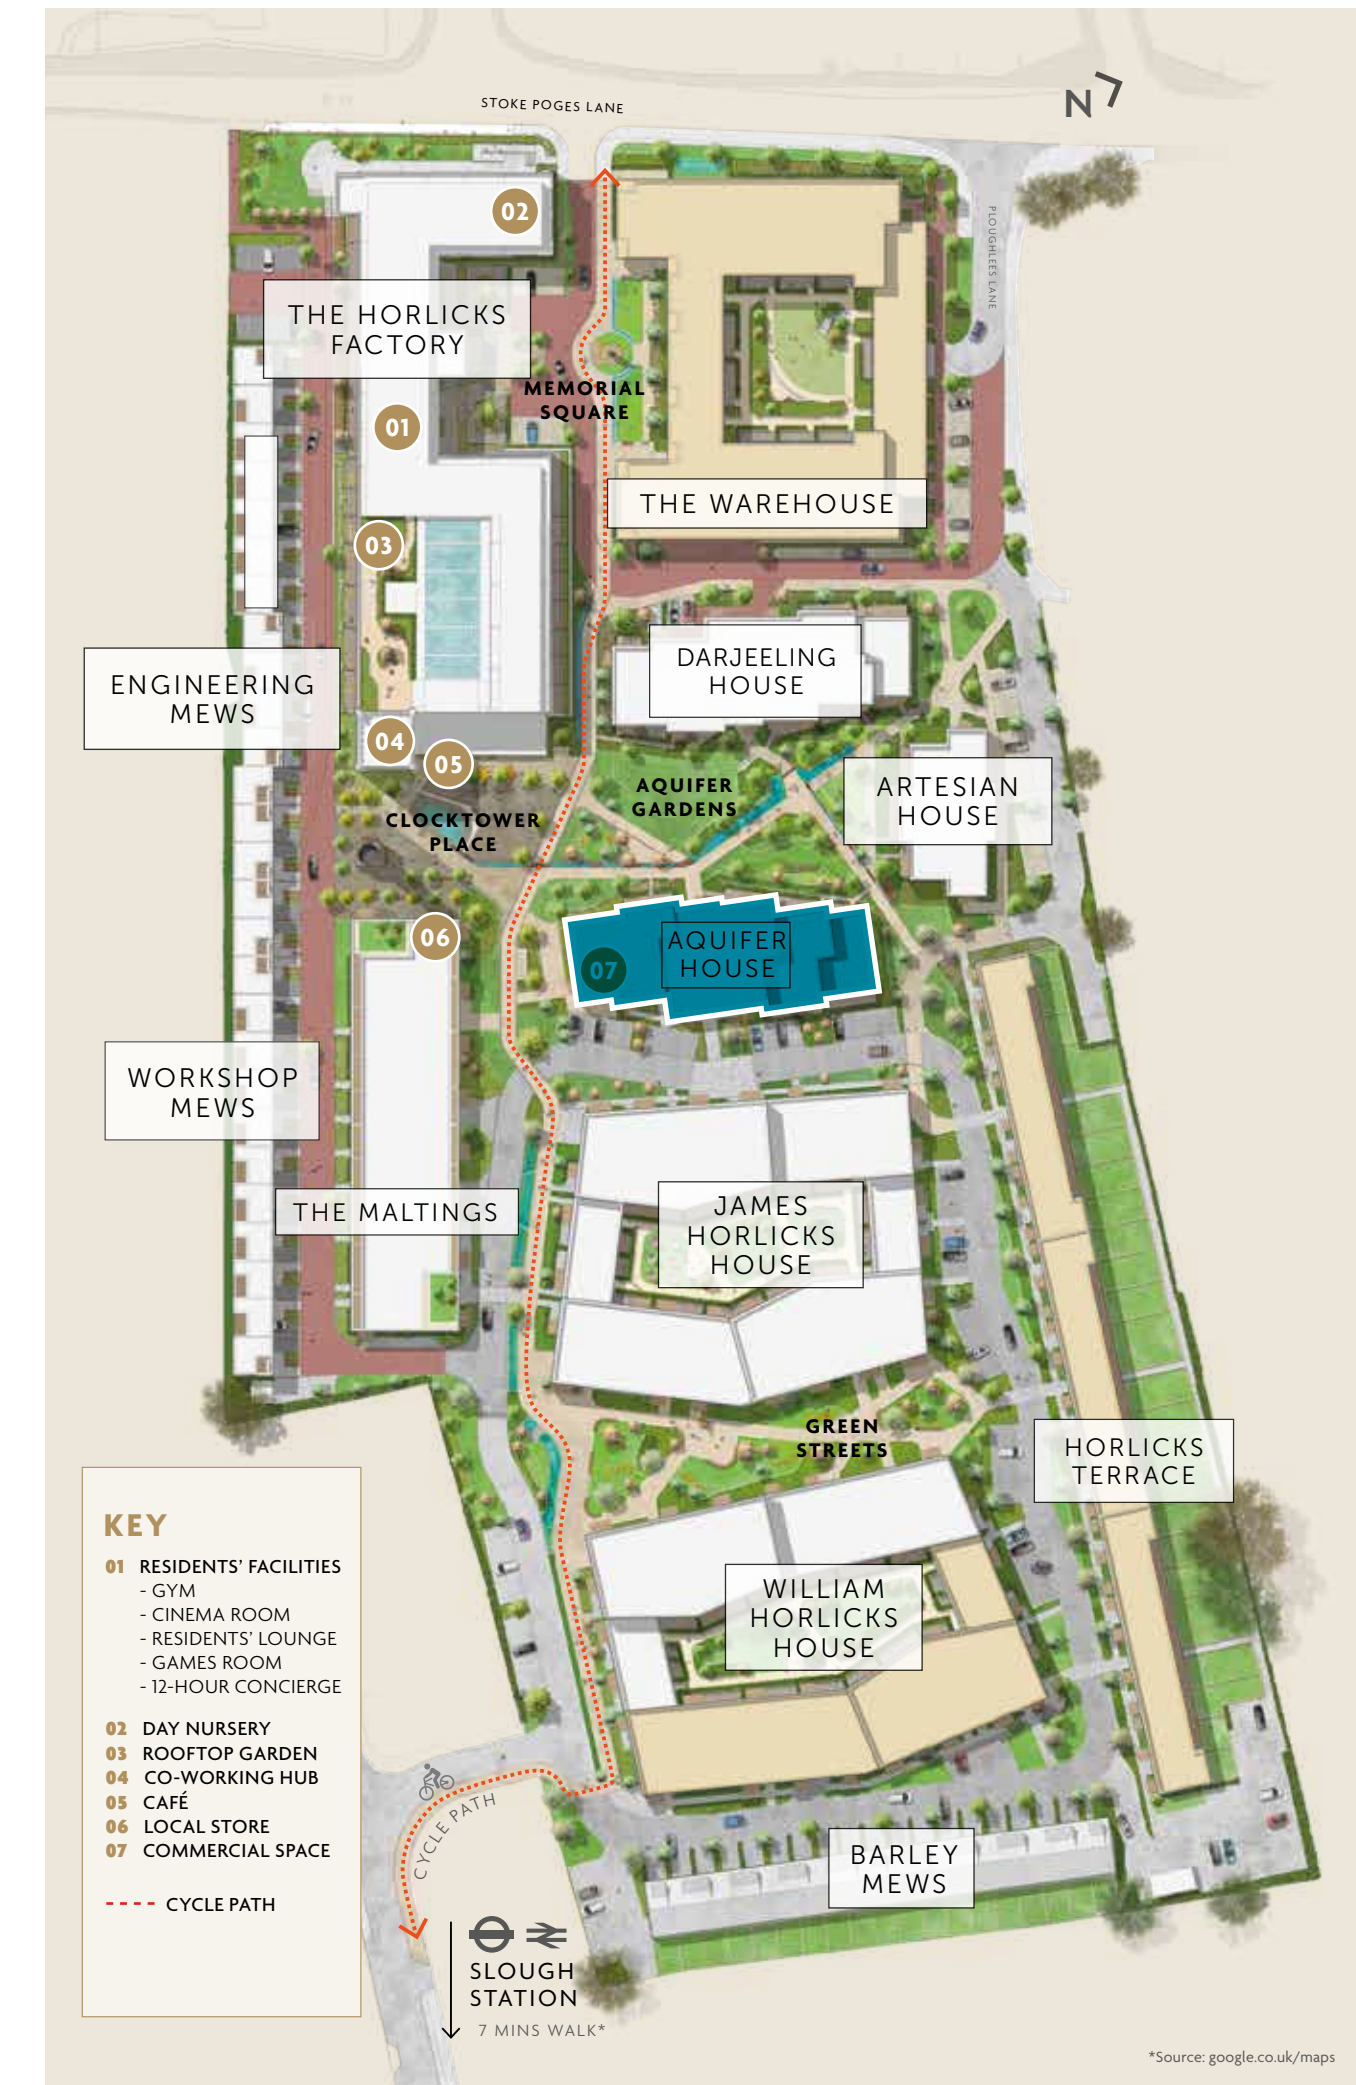 STOKE POGES LANE
N
PLOUGHLEES LANE
02
THE HORLICKS
FACTORY
MEMORIAL
SQUARE
01
THE WAREHOUSE
03
DARJEELING
HOUSE
ENGINEERING
MEWS
04
05
AQUIFER
GARDENS
ARTESIAN
HOUSE
CLOCKTOWER
PLACE
06
07
AQUIFER
HOUSE
WORKSHOP
MEWS
THE MALTINGS
JAMES
HORLICKS
HOUSE
GREEN
STREETS
HORLICKS
TERRACE
WILLIAM
HORLICKS
HOUSE
BARLEY
MEWS
KEY
01 RESIDENTS’ FACILITIES
- GYM
- CINEMA ROOM
- RESIDENTS’ LOUNGE
- GAMES ROOM
- 12-HOUR CONCIERGE
02 DAY NURSERY
03 ROOFTOP GARDEN
04 CO-WORKING HUB
05 CAFÉ
06 LOCAL STORE
07 COMMERCIAL SPACE
CYCLE PATH
CYCLE PATH
SLOUGH
STATION
7 MINS WALK*
*Source: google.co.uk/maps